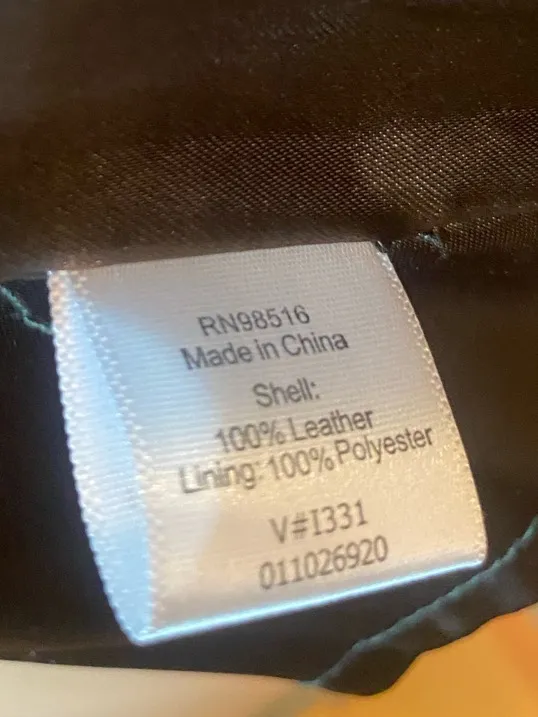 RN98516
Made in China
Shell:
100% Leather
Lining: 100% Polyester
V#I331
011026920